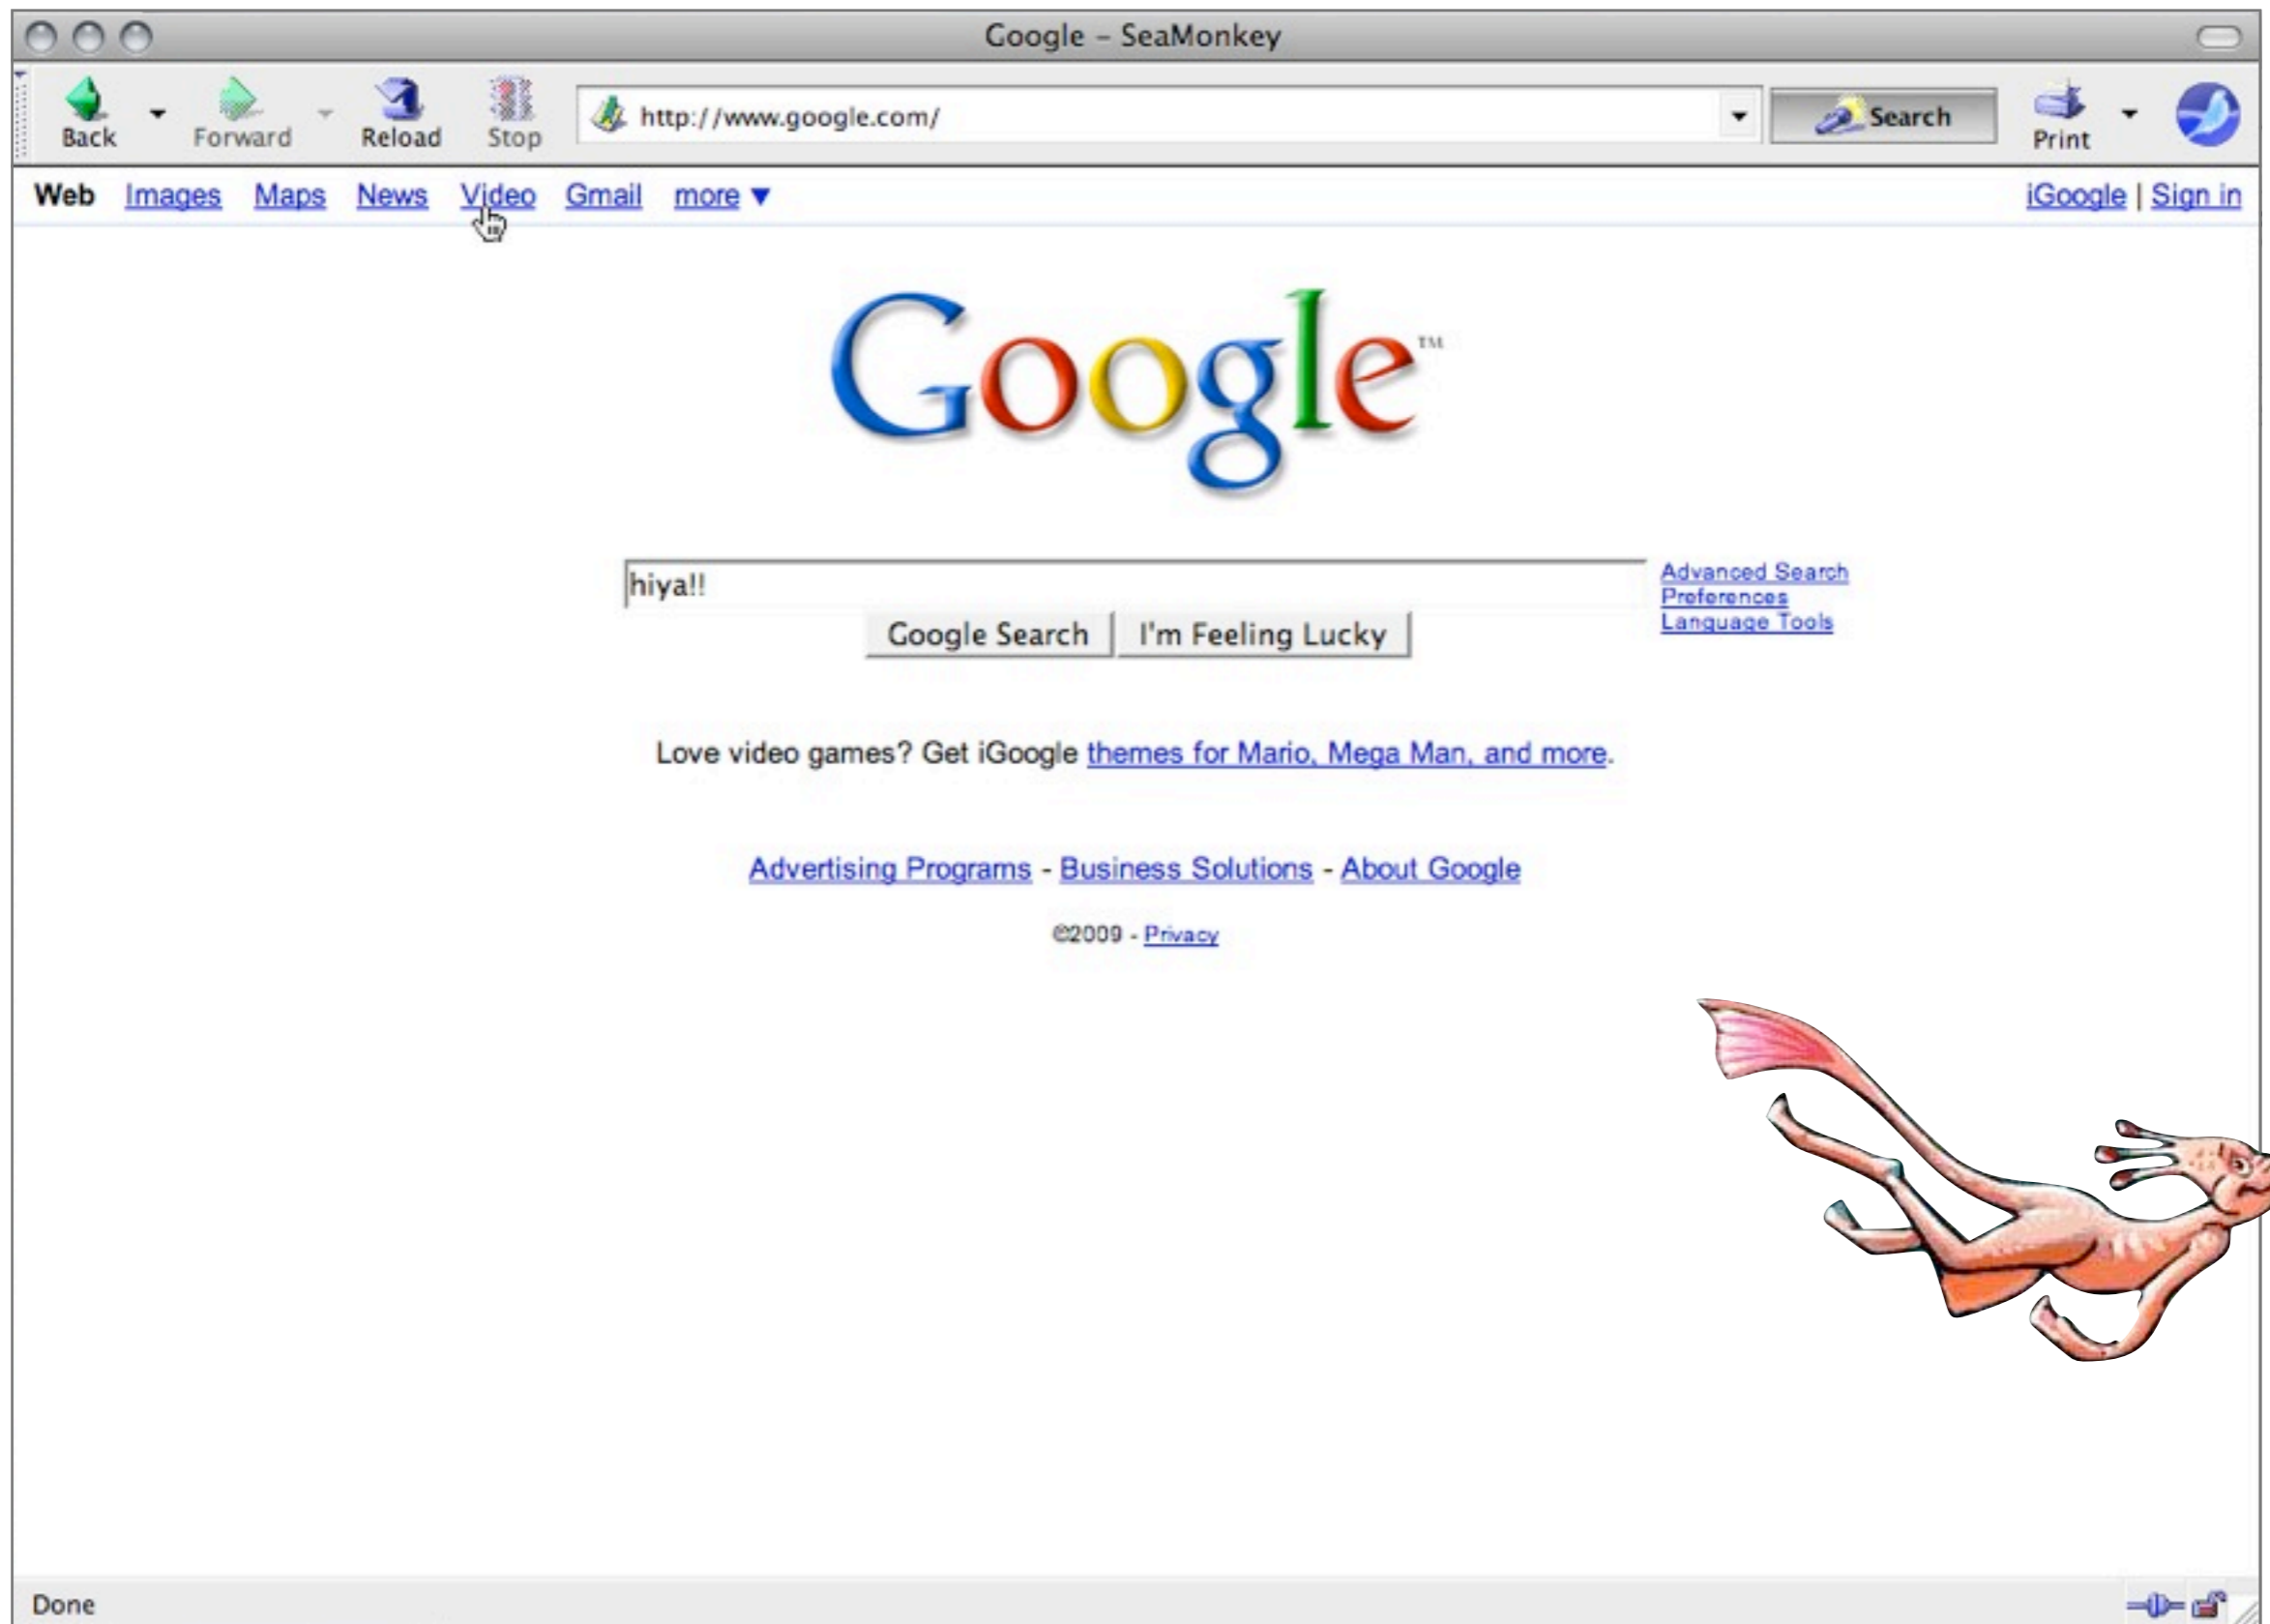 Google – SeaMonkey
Back Forward Reload Stop http://www.google.com/ Search Print
Web Images Maps News Video Gmail more ▼ iGoogle | Sign in
Google™
hiya!!
Advanced Search
Preferences
Language Tools
Google Search I'm Feeling Lucky
Love video games? Get iGoogle themes for Mario, Mega Man, and more.
Advertising Programs - Business Solutions - About Google
©2009 - Privacy
Done